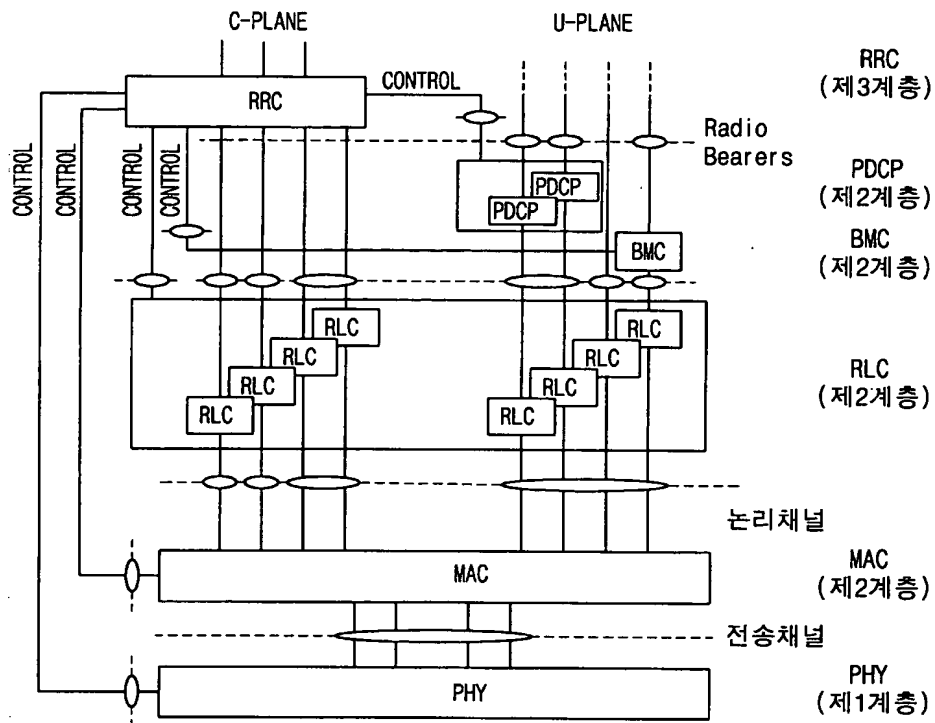 C-PLANE
U-PLANE
RRC
(제3계층)
RRC
CONTROL
Radio
Bearers
CONTROL
CONTROL
CONTROL
CONTROL
PDCP
PDCP
PDCP
(제2계층)
BMC
BMC
(제2계층)
RLC
RLC
RLC
RLC
RLC
RLC
RLC
RLC
RLC
(제2계층)
논리채널
MAC
MAC
(제2계층)
전송채널
PHY
PHY
(제1계층)